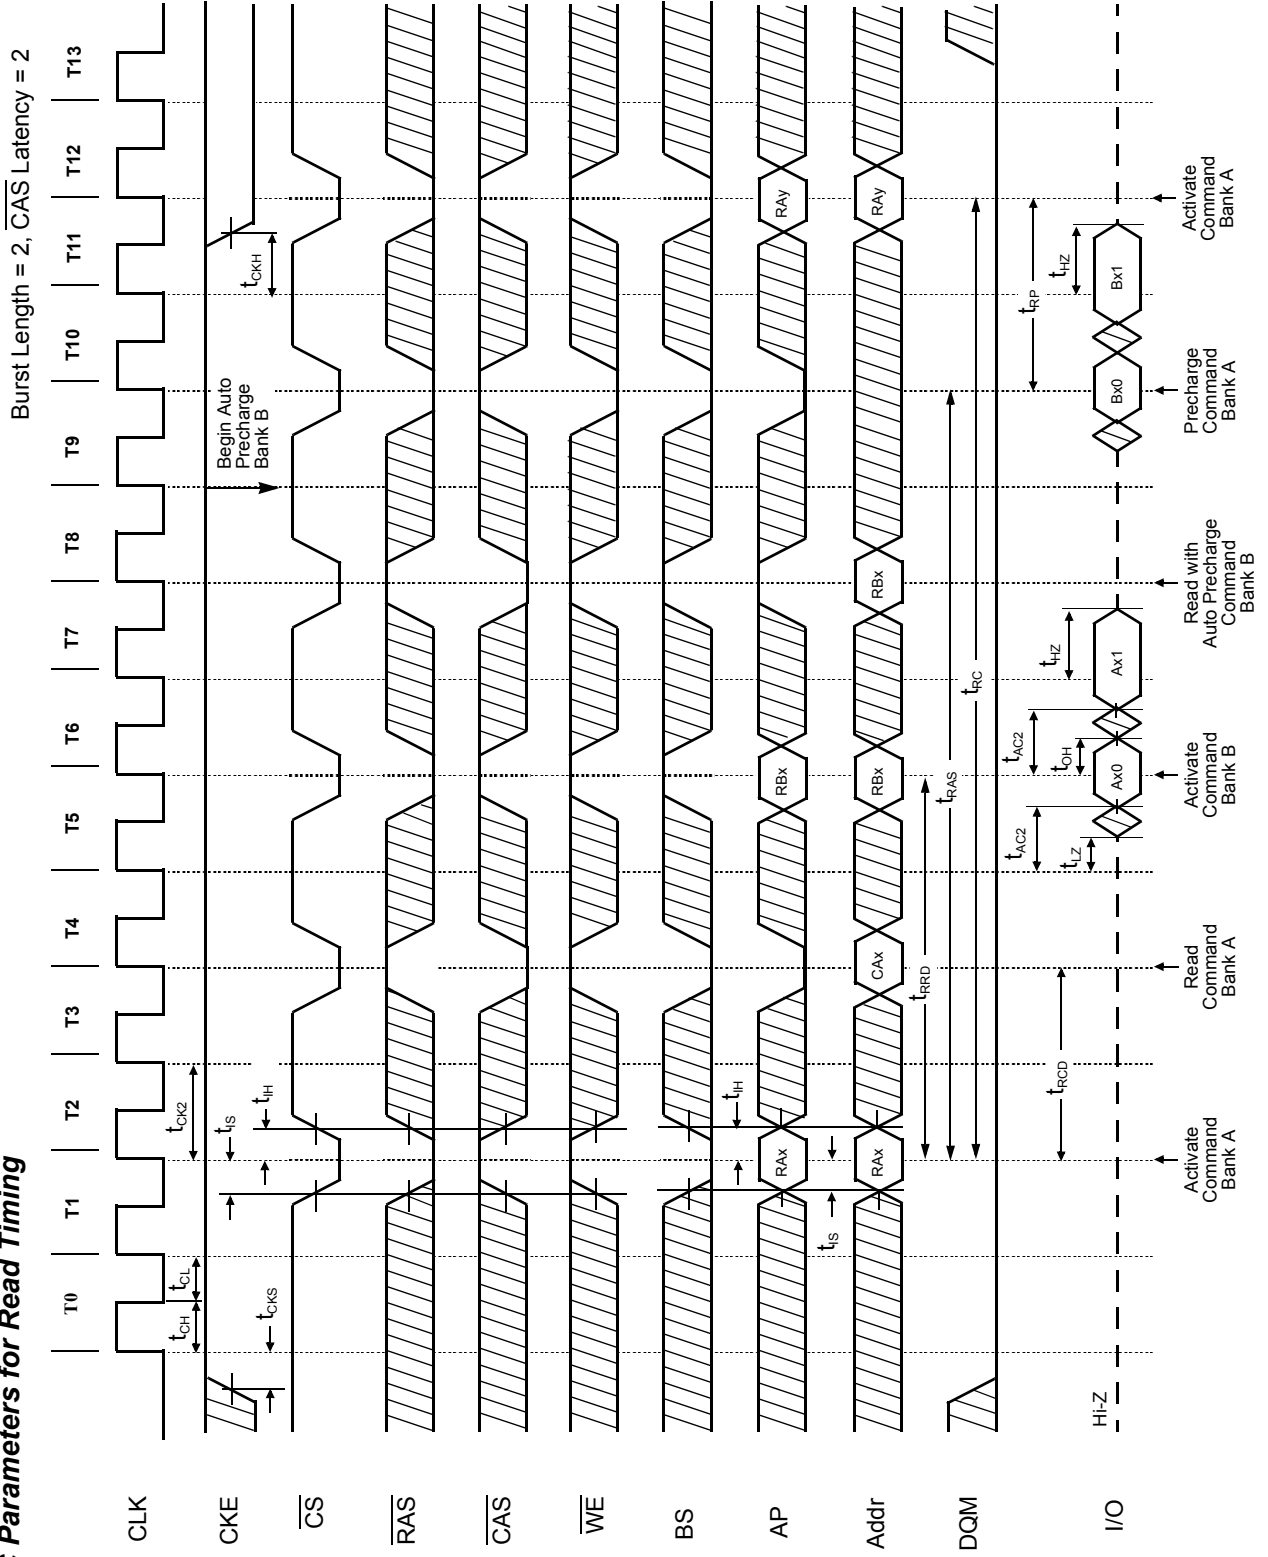 Parameters for Read Timing
Burst Length = 2, CAS Latency = 2
T0 T1 T2 T3 T4 T5 T6 T7 T8 T9 T10 T11 T12 T13
CLK
tCH tCL tCK2
CKE
tCKS
tIS
tIH
Begin Auto
Precharge
Bank B
tCKH
CS
RAS
CAS
WE
BS
tIH
AP
RAx RBx RAy
tIS
Addr
RAx CAx RBx RBx RAy
tRRD
tRAS
DQM
tRC
tRCD
tAC2 tAC2
tRP
tLZ
tOH
tHZ
tHZ
I/O
Hi-Z
Ax0 Ax1 Bx0 Bx1
Activate
Command
Bank A
Read
Command
Bank A
Activate
Command
Bank B
Read with
Auto Precharge
Command
Bank B
Precharge
Command
Bank A
Activate
Command
Bank A